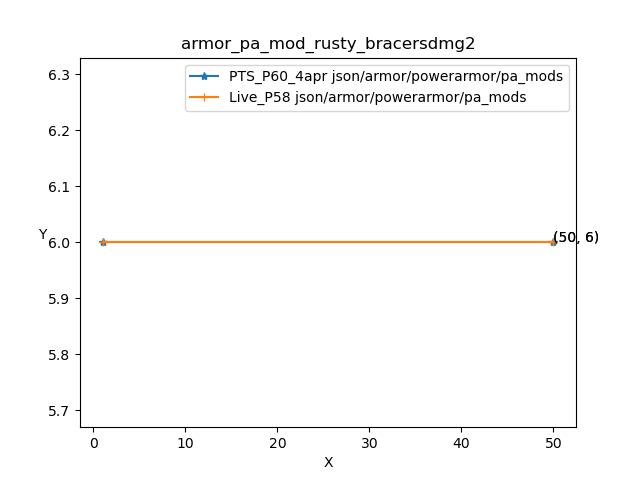 armor_pa_mod_rusty_bracersdmg2
PTS_P60_4apr json/armor/powerarmor/pa_mods
Live_P58 json/armor/powerarmor/pa_mods
6.3
6.2
6.1
Y
6.0
(50, 6)
5.9
5.8
5.7
0 10 20 30 40 50
X